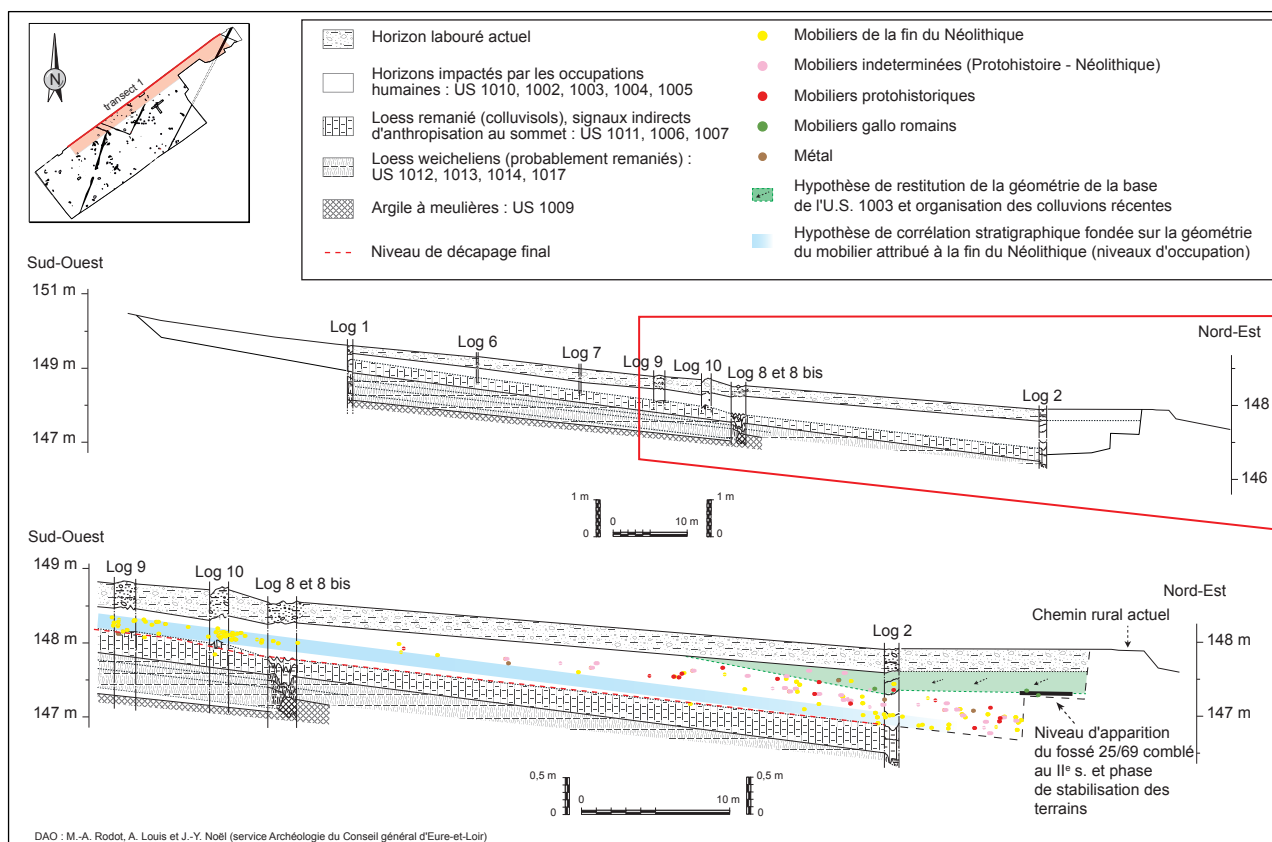 N
transect 1
Horizon labouré actuel
Horizons impactés par les occupations
humaines : US 1010, 1002, 1003, 1004, 1005
Loess remanié (colluvisols), signaux indirects
d'anthropisation au sommet : US 1011, 1006, 1007
Loess weicheliens (probablement remaniés) :
US 1012, 1013, 1014, 1017
Argile à meulières : US 1009
Niveau de décapage final
Mobiliers de la fin du Néolithique
Mobiliers indeterminées (Protohistoire - Néolithique)
Mobiliers protohistoriques
Mobiliers gallo romains
Métal
Hypothèse de restitution de la géométrie de la base
de l'U.S. 1003 et organisation des colluvions récentes
Hypothèse de corrélation stratigraphique fondée sur la géométrie
du mobilier attribué à la fin du Néolithique (niveaux d'occupation)
Sud-Ouest
151 m
149 m
147 m
Log 1
Log 6
Log 7
Log 9
Log 10
Log 8 et 8 bis
Log 2
Nord-Est
148
146
1 m
0
0
10 m
1 m
0
Sud-Ouest
149 m
148 m
147 m
Log 9
Log 10
Log 8 et 8 bis
Log 2
Nord-Est
Chemin rural actuel
148 m
147 m
Niveau d'apparition
du fossé 25/69 comblé
au IIe s. et phase
de stabilisation des
terrains
0,5 m
0
0
10 m
0,5 m
0
DAO : M.-A. Rodot, A. Louis et J.-Y. Noël (service Archéologie du Conseil général d'Eure-et-Loir)